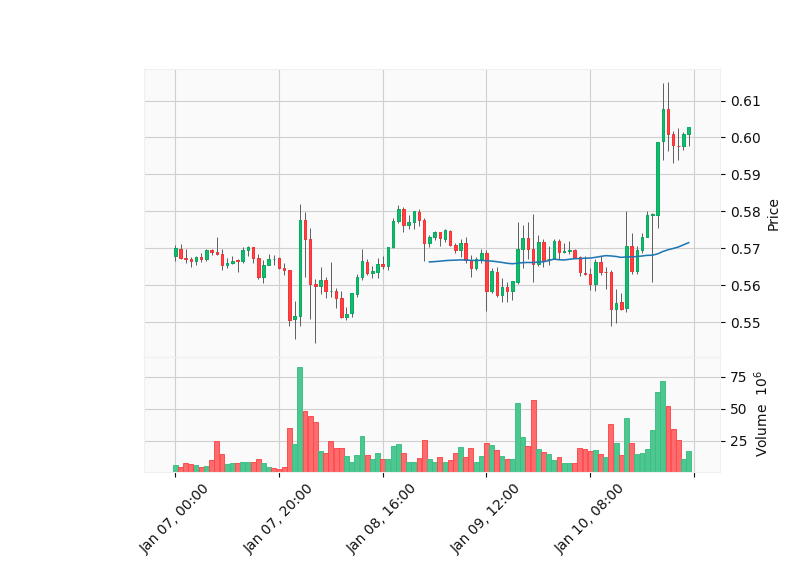 0.61
0.60
0.59
0.58
0.57
0.56
0.55
Price
75
50
25
Volume 10^6
Jan 07, 00:00
Jan 07, 20:00
Jan 08, 16:00
Jan 09, 12:00
Jan 10, 08:00